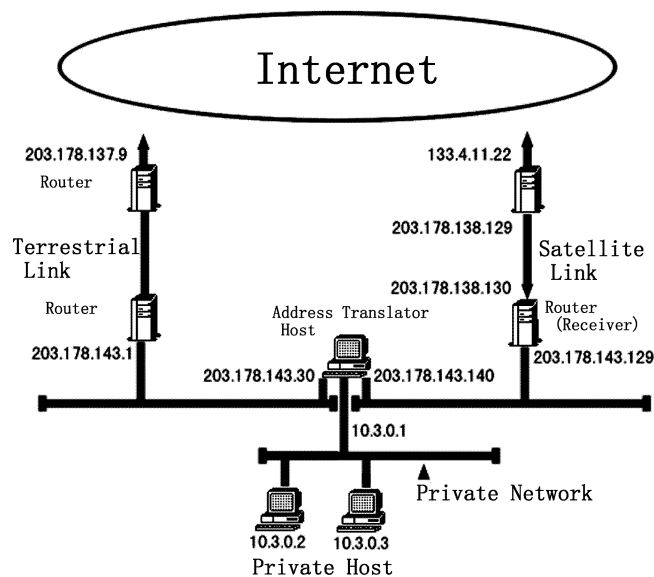 Internet
203.178.137.9
133.4.11.22
Router
203.178.138.129
Terrestrial
Link
Satellite
Link
203.178.138.130
Router
Address Translator
Host
Router
(Receiver)
203.178.143.1
203.178.143.129
203.178.143.30
203.178.143.140
10.3.0.1
Private Network
10.3.0.2
10.3.0.3
Private Host